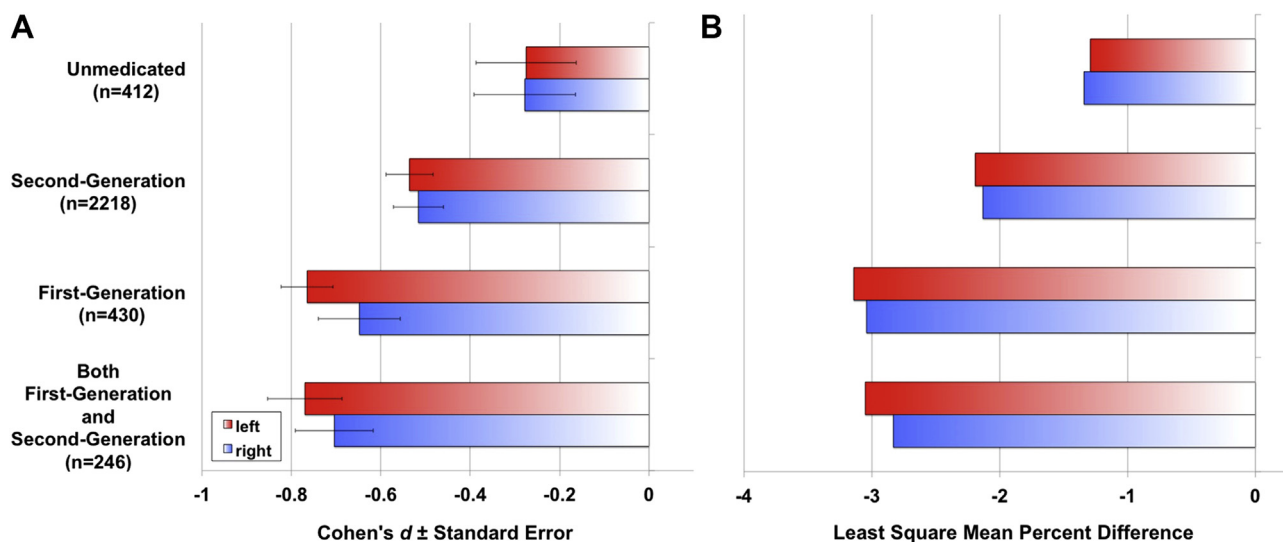 A
Unmedicated
(n=412)
Second-Generation
(n=2218)
First-Generation
(n=430)
Both
First-Generation
and
Second-Generation
(n=246)
left
right
-1 -0.8 -0.6 -0.4 -0.2 0
Cohen's d ± Standard Error
B
-4 -3 -2 -1 0
Least Square Mean Percent Difference